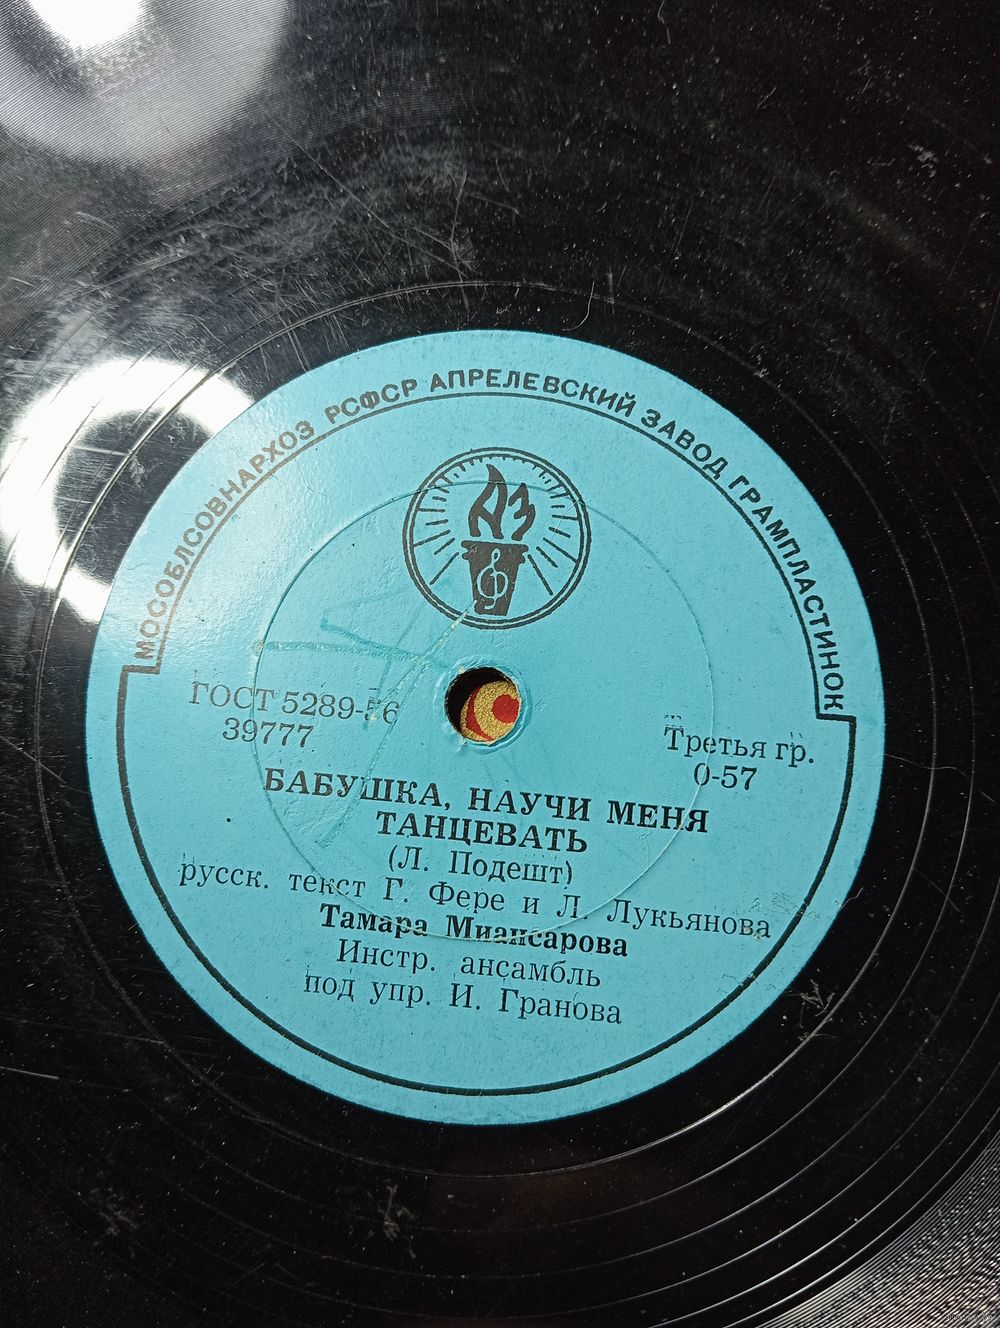 МОСОБЛСОВНАРХОЗ РСФСР АПРЕЛЕВСКИЙ ЗАВОД ГРАМПЛАСТИНОК
АЗ
ГОСТ 5289-56
39777
Третья гр.
0-57
БАБУШКА, НАУЧИ МЕНЯ
ТАНЦЕВАТЬ
(Л. Подешт)
русск. текст Г. Фере и Л. Лукьянова
Тамара Миансарова
Инстр. ансамбль
под упр. И. Гранова